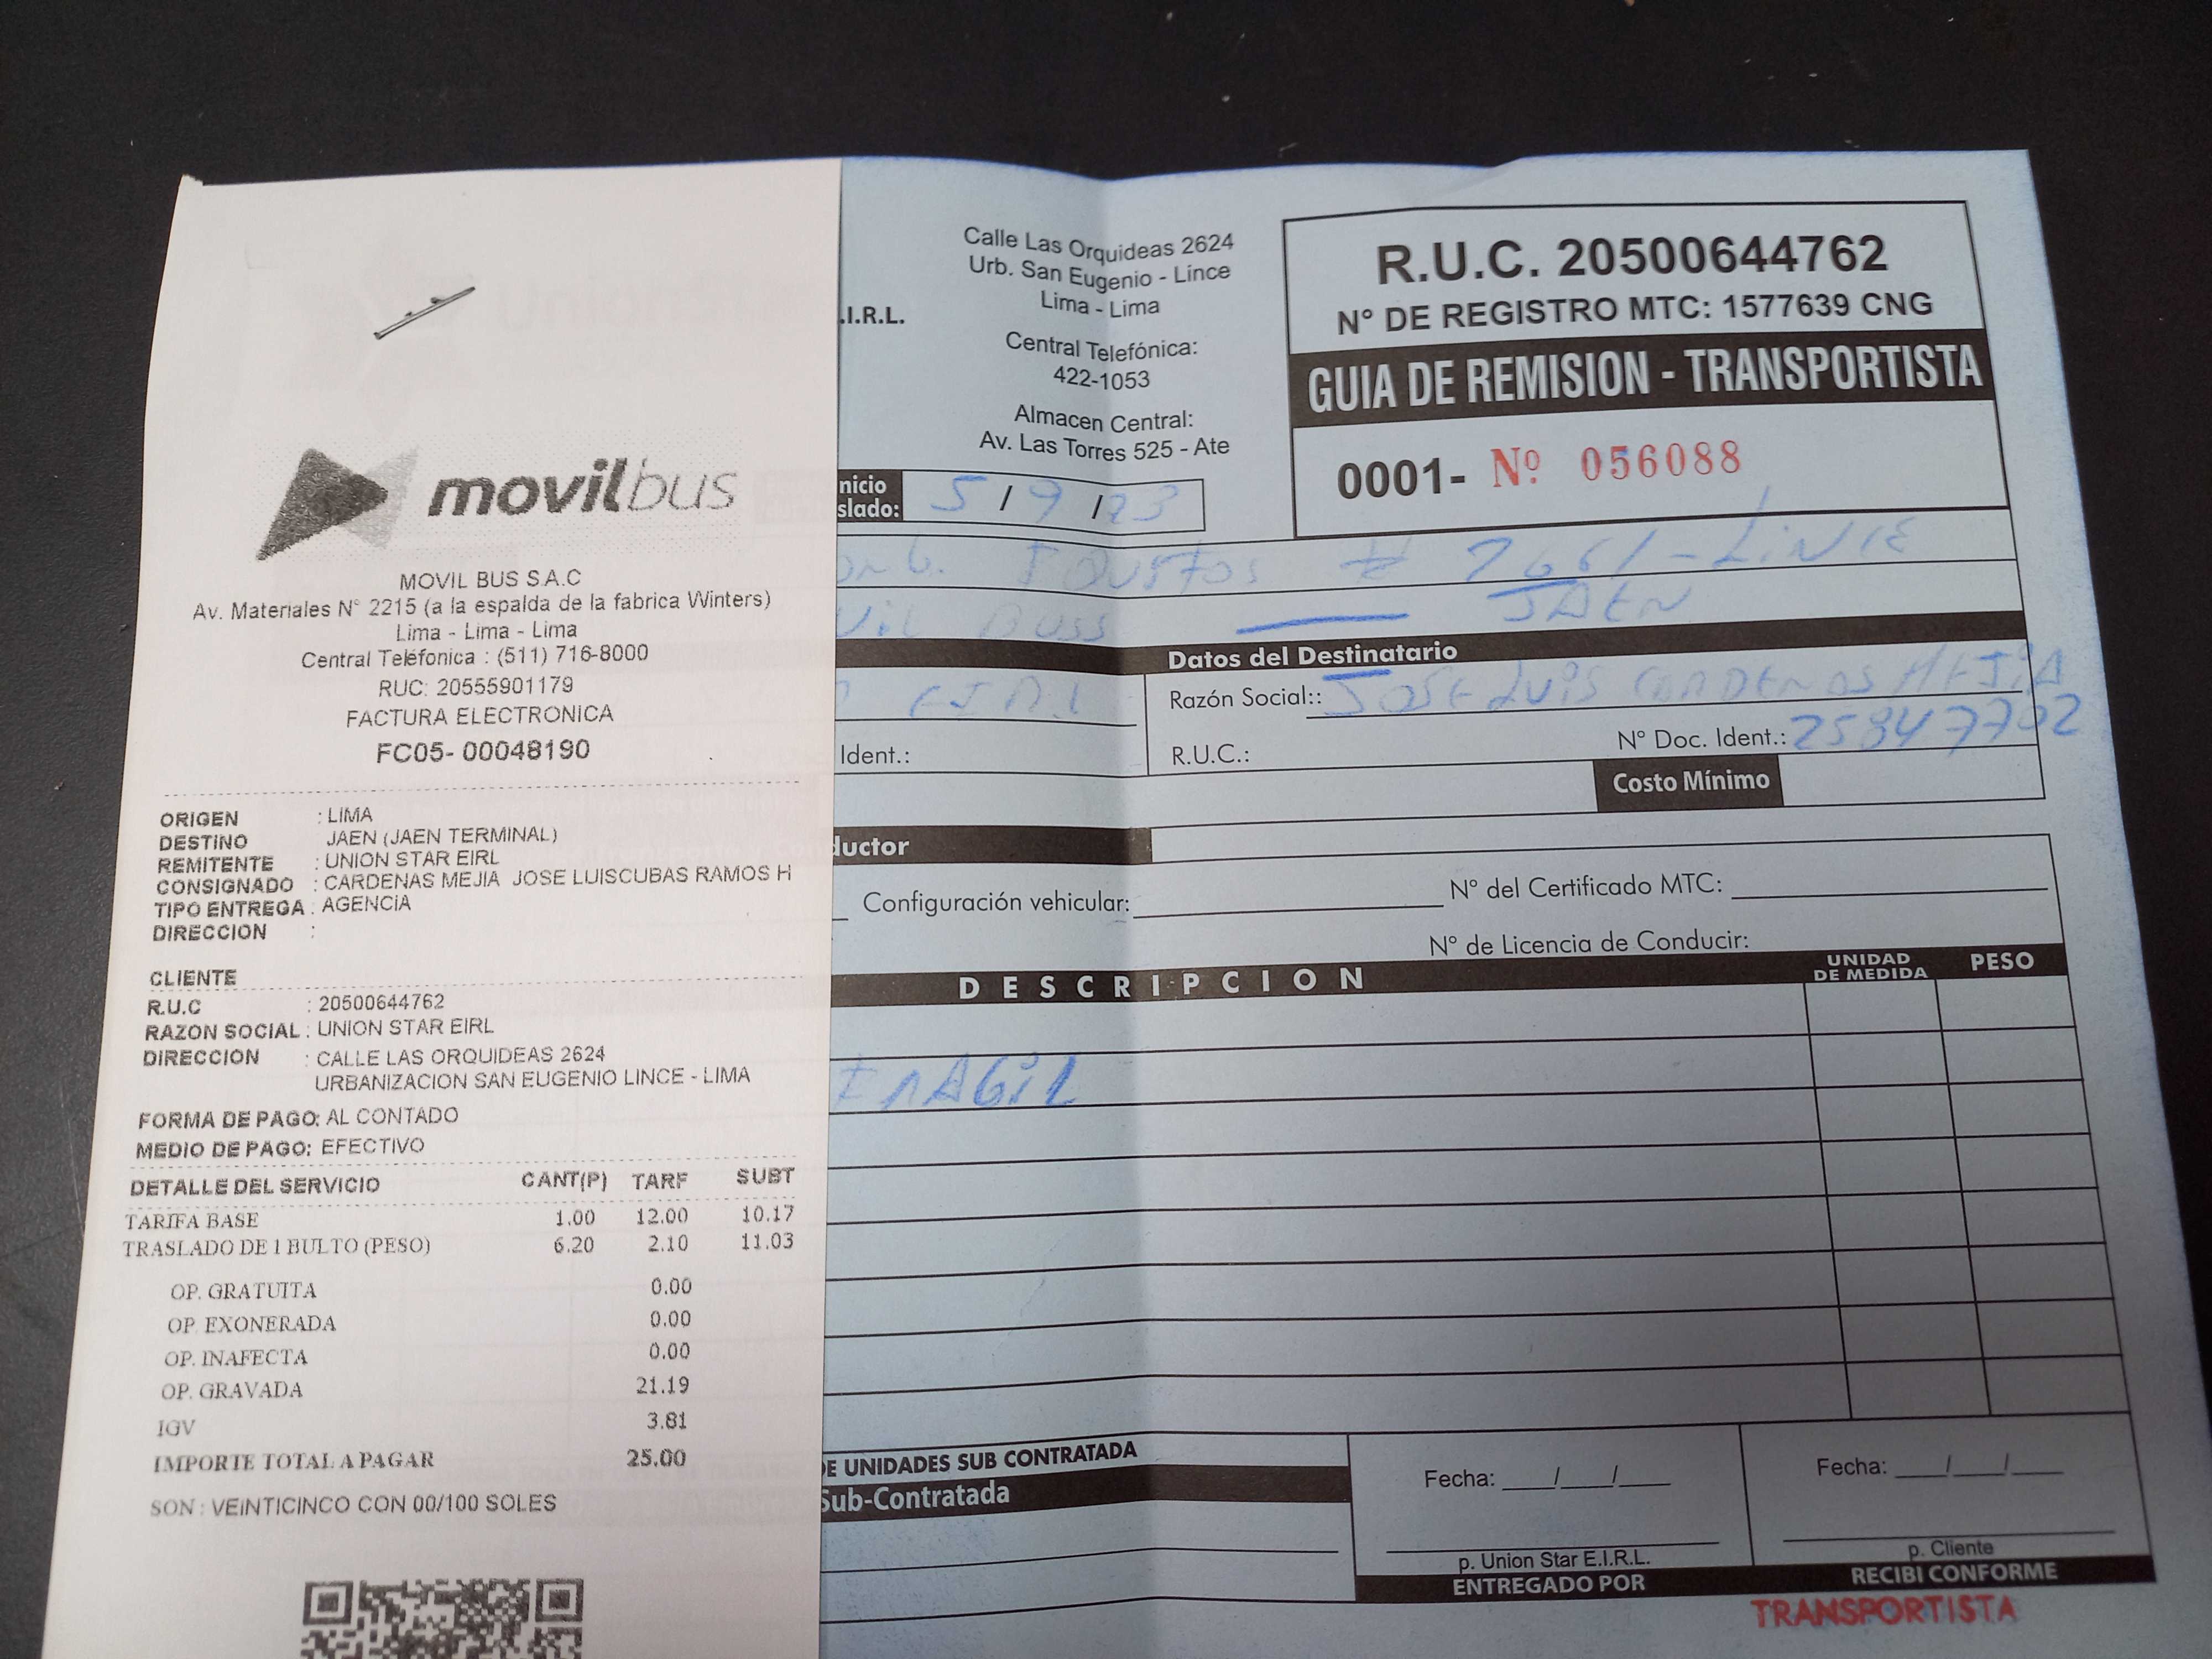 movilbus
MOVIL BUS S.A.C
Av. Materiales N° 2215 (a la espalda de la fabrica Winters)
Lima - Lima - Lima
Central Teléfonica : (511) 716-8000
RUC: 20555901179
FACTURA ELECTRONICA
FC05- 00048190
ORIGEN : LIMA
DESTINO JAEN (JAEN TERMINAL)
REMITENTE : UNION STAR EIRL
CONSIGNADO : CARDENAS MEJIA JOSE LUISCUBAS RAMOS H
TIPO ENTREGA : AGENCIA
DIRECCION :
CLIENTE
R.U.C : 20500644762
RAZON SOCIAL : UNION STAR EIRL
DIRECCION : CALLE LAS ORQUIDEAS 2624
URBANIZACION SAN EUGENIO LINCE - LIMA
FORMA DE PAGO: AL CONTADO
MEDIO DE PAGO: EFECTIVO
DETALLE DEL SERVICIO CANT(P) TARF SUBT
TARIFA BASE 1.00 12.00 10.17
TRASLADO DE 1 BULTO (PESO) 6.20 2.10 11.03
OP. GRATUITA 0.00
OP. EXONERADA 0.00
OP. INAFECTA 0.00
OP. GRAVADA 21.19
IGV 3.81
IMPORTE TOTAL A PAGAR 25.00
SON : VEINTICINCO CON 00/100 SOLES
.I.R.L.
Calle Las Orquideas 2624
Urb. San Eugenio - Lince
Lima - Lima
Central Telefónica:
422-1053
Almacen Central:
Av. Las Torres 525 - Ate
R.U.C. 20500644762
N° DE REGISTRO MTC: 1577639 CNG
GUIA DE REMISION - TRANSPORTISTA
0001- Nº 056088
nicio
slado: 5 / 9 / 23
- LINCE
JAEN
Datos del Destinatario
Razón Social:: JOSE LUIS CARDENAS MEJIA
Ident.:
R.U.C.: N° Doc. Ident.: 25847702
Costo Mínimo
ductor
Configuración vehicular: N° del Certificado MTC:
N° de Licencia de Conducir:
DESCRIPCION UNIDAD DE MEDIDA PESO
FRAGIL
E UNIDADES SUB CONTRATADA
Sub-Contratada
Fecha: / /
p. Union Star E.I.R.L.
ENTREGADO POR
Fecha: / /
p. Cliente
RECIBI CONFORME
TRANSPORTISTA